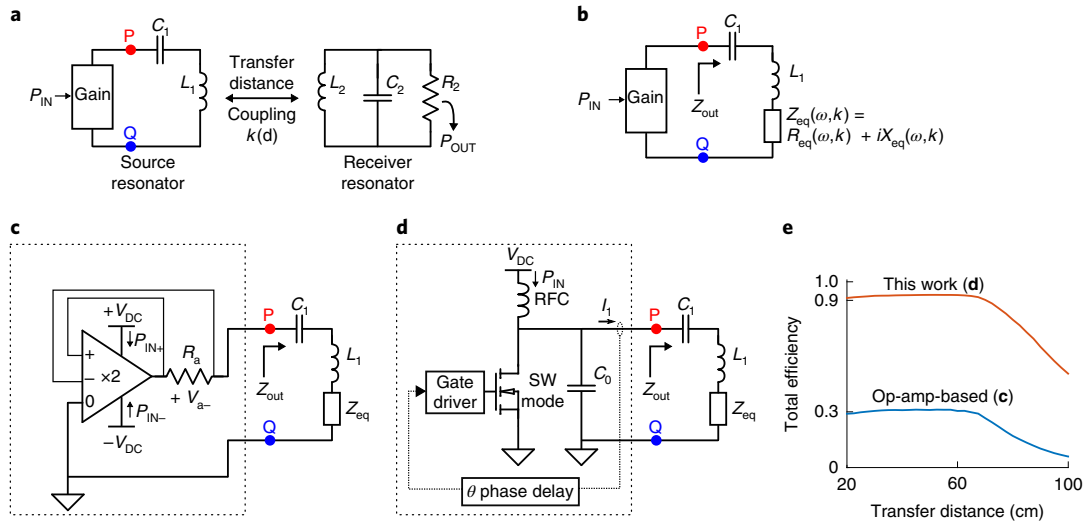 a
P
C1
PIN
Gain
L1
Transfer
distance
Coupling
k(d)
L2
C2
R2
POUT
Q
Source
resonator
Receiver
resonator
b
P
C1
PIN
Gain
Zout
L1
Zeq(ω,k) =
Req(ω,k) + iXeq(ω,k)
Q
c
+VDC
PIN+
+
−
0
×2
Ra
+ Va−
PIN−
−VDC
P
C1
Zout
L1
Zeq
Q
d
VDC
PIN
RFC
I1
P
C1
Gate
driver
SW
mode
C0
Zout
L1
Zeq
Q
θ phase delay
e
Total efficiency
1.0
0.9
0.3
0
This work (d)
Op-amp-based (c)
20
60
100
Transfer distance (cm)